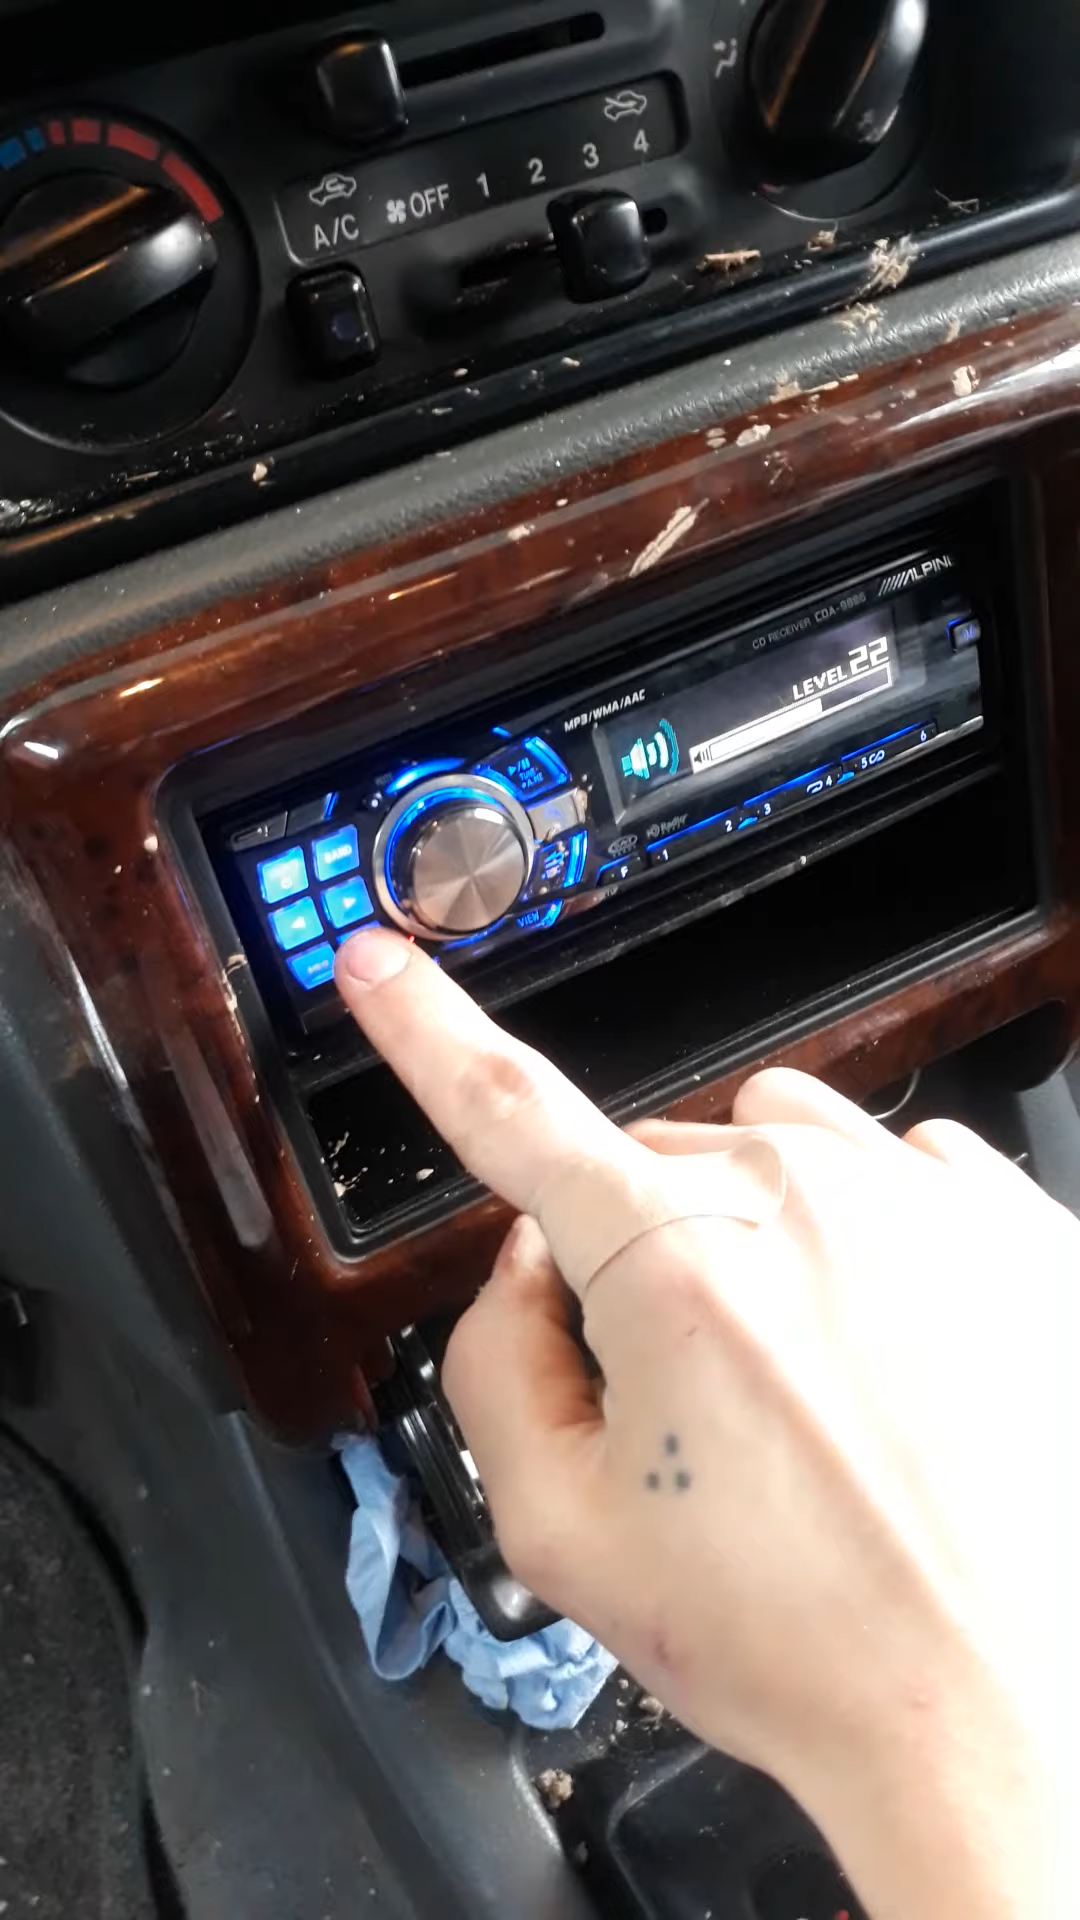 4
3
2
1
OFF
A/C
ALPINE
CD RECEIVER CDA-9886
LEVEL 22
MP3/WMA/AAC
BAND
VIEW
F 1 2 3 4 5 6